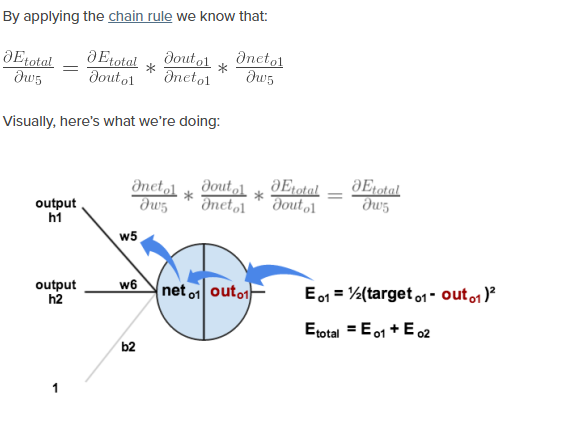 By applying the chain rule we know that:
∂E_total/∂w₅ = ∂E_total/∂out_o1 * ∂out_o1/∂net_o1 * ∂net_o1/∂w₅
Visually, here's what we're doing:
∂net_o1/∂w₅ * ∂out_o1/∂net_o1 * ∂E_total/∂out_o1 = ∂E_total/∂w₅
output
h1
w5
output
h2
w6
net o1 out o1
E o1 = ½(target o1 - out o1)²
E total = E o1 + E o2
b2
1